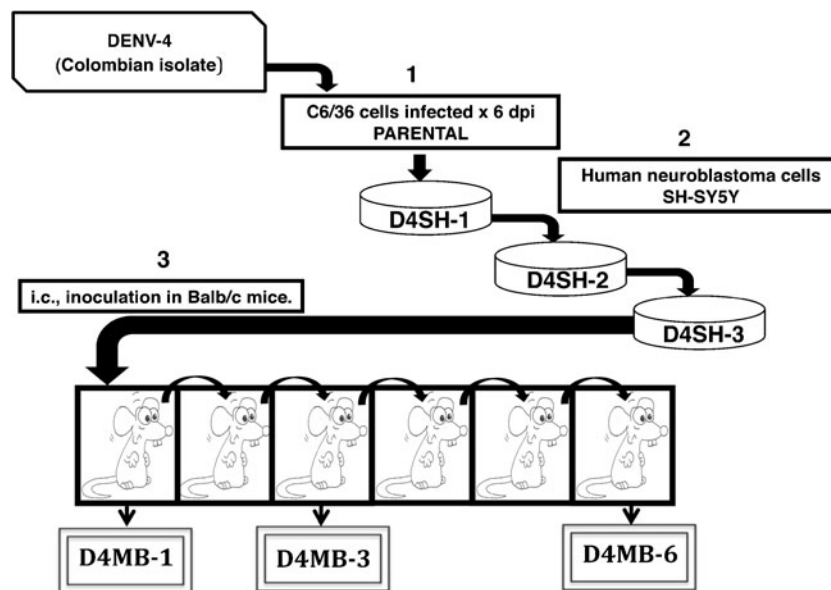 DENV-4
(Colombian isolate)
1
C6/36 cells infected x 6 dpi
PARENTAL
2
Human neuroblastoma cells
SH-SY5Y
D4SH-1
D4SH-2
3
i.c., inoculation in Balb/c mice.
D4SH-3
D4MB-1
D4MB-3
D4MB-6